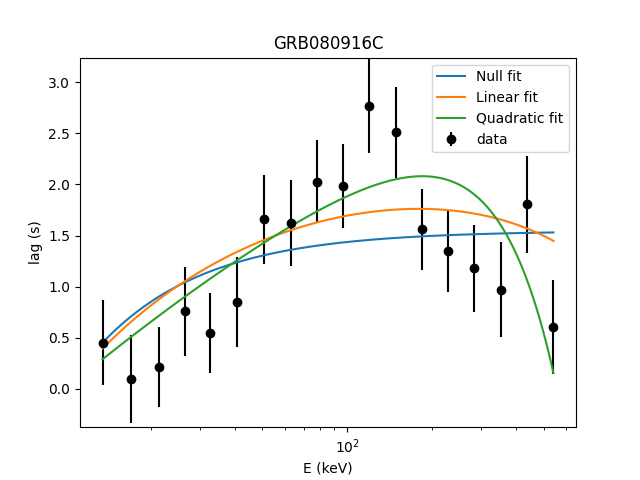 GRB080916C
Null fit
Linear fit
Quadratic fit
data
3.0
2.5
2.0
1.5
1.0
0.5
0.0
lag (s)
10²
E (keV)